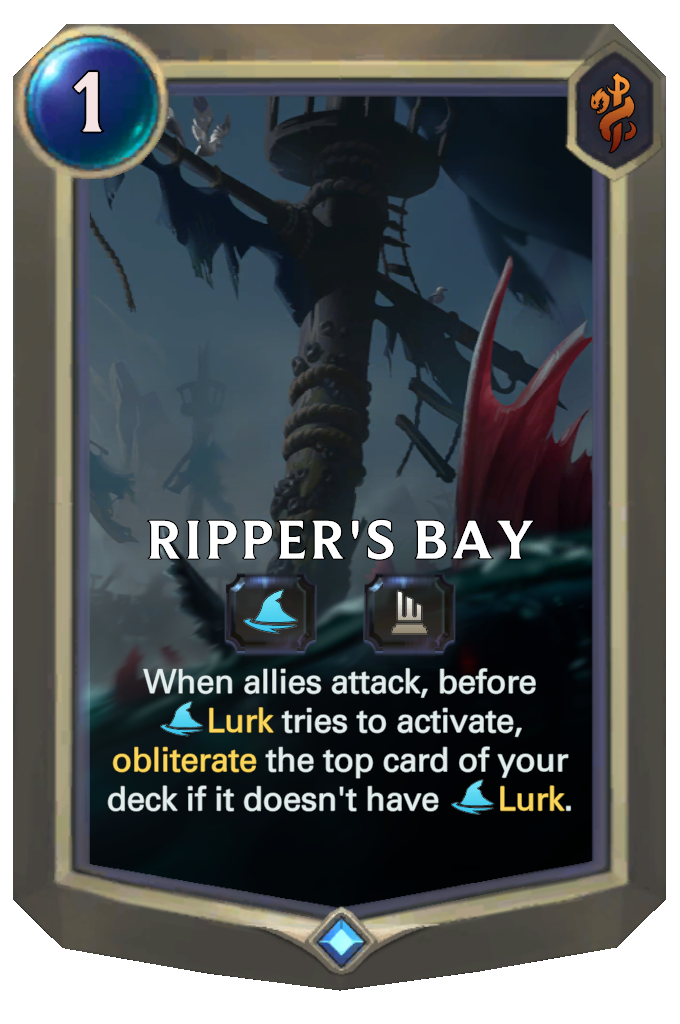 1
RIPPER'S BAY
When allies attack, before
Lurk tries to activate,
obliterate the top card of your
deck if it doesn't have Lurk.